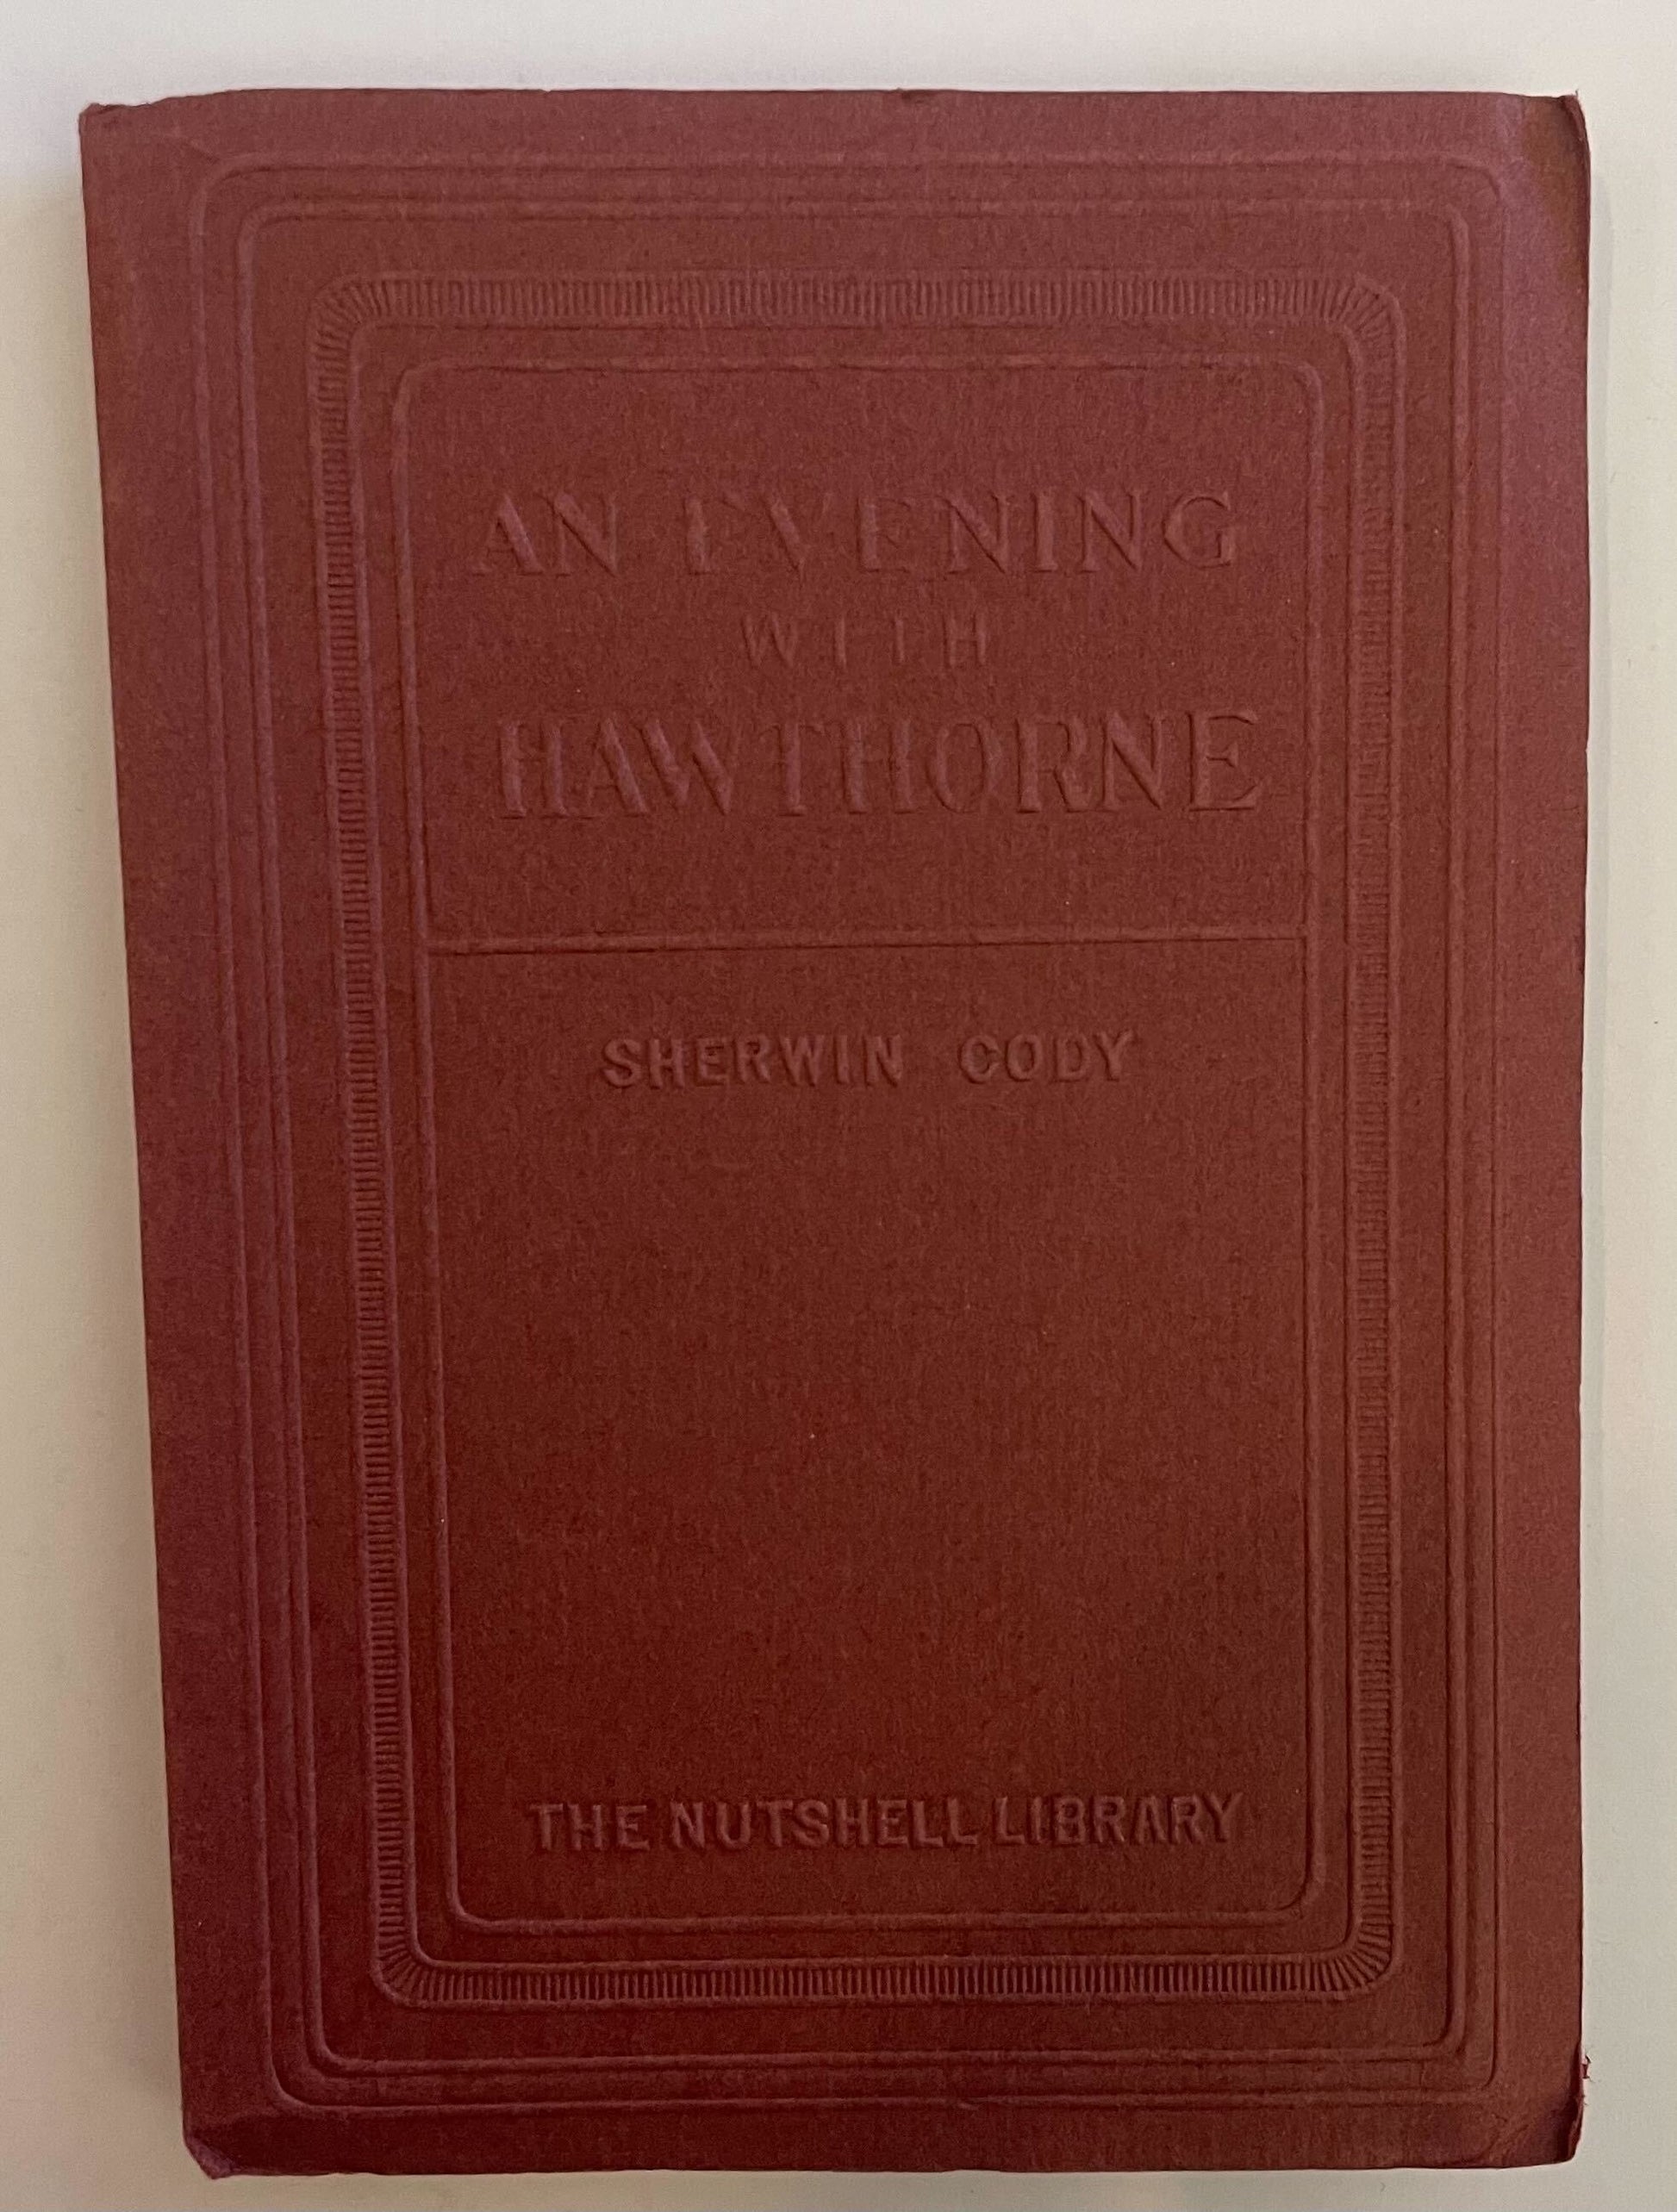 AN EVENING
WITH
HAWTHORNE
SHERWIN CODY
THE NUTSHELL LIBRARY